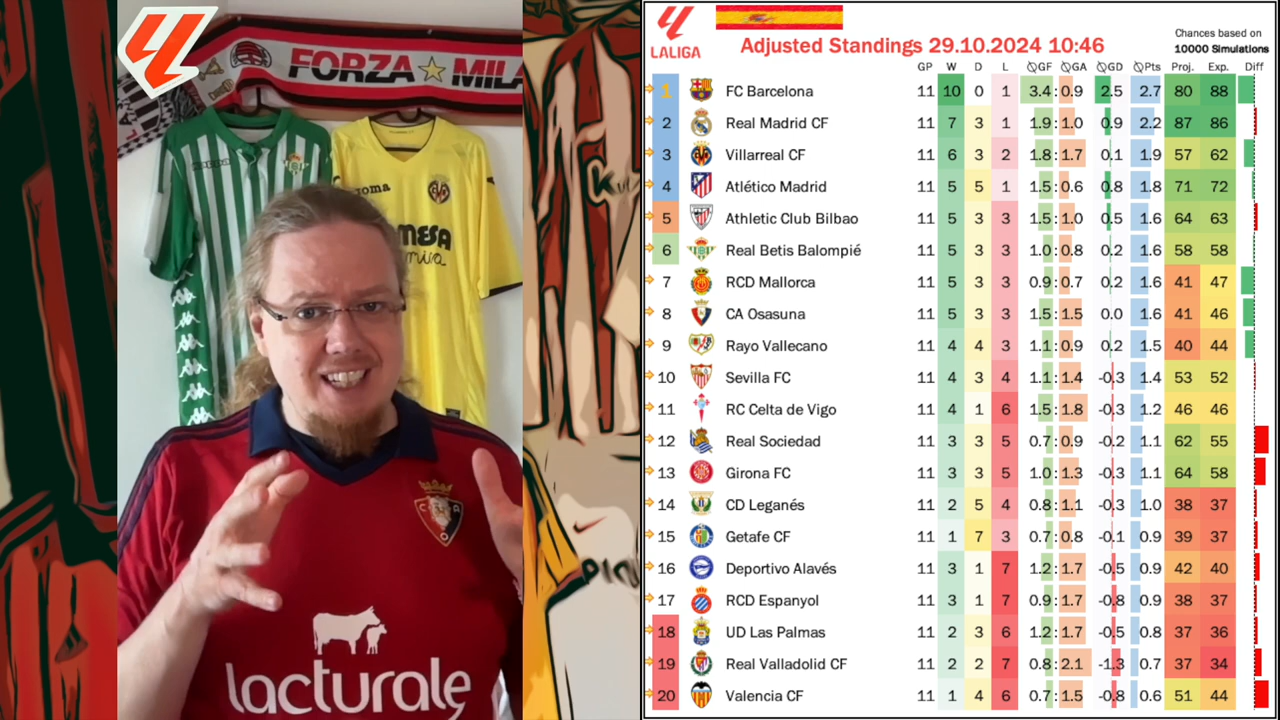 FORZA MILA
Kappa
Joma
MESA
mica
lacturale
LALIGA
Adjusted Standings 29.10.2024 10:46
Chances based on
10000 Simulations
GP W D L ∅GF ∅GA ∅GD ∅Pts Proj. Exp. Diff
1 FC Barcelona 11 10 0 1 3.4 : 0.9 2.5 2.7 80 88
2 Real Madrid CF 11 7 3 1 1.9 : 1.0 0.9 2.2 87 86
3 Villarreal CF 11 6 3 2 1.8 : 1.7 0.1 1.9 57 62
4 Atlético Madrid 11 5 5 1 1.5 : 0.6 0.8 1.8 71 72
5 Athletic Club Bilbao 11 5 3 3 1.5 : 1.0 0.5 1.6 64 63
6 Real Betis Balompié 11 5 3 3 1.0 : 0.8 0.2 1.6 58 58
7 RCD Mallorca 11 5 3 3 0.9 : 0.7 0.2 1.6 41 47
8 CA Osasuna 11 5 3 3 1.5 : 1.5 0.0 1.6 41 46
9 Rayo Vallecano 11 4 4 3 1.1 : 0.9 0.2 1.5 40 44
10 Sevilla FC 11 4 3 4 1.1 : 1.4 -0.3 1.4 53 52
11 RC Celta de Vigo 11 4 1 6 1.5 : 1.8 -0.3 1.2 46 46
12 Real Sociedad 11 3 3 5 0.7 : 0.9 -0.2 1.1 62 55
13 Girona FC 11 3 3 5 1.0 : 1.3 -0.3 1.1 64 58
14 CD Leganés 11 2 5 4 0.8 : 1.1 -0.3 1.0 38 37
15 Getafe CF 11 1 7 3 0.7 : 0.8 -0.1 0.9 39 37
16 Deportivo Alavés 11 3 1 7 1.2 : 1.7 -0.5 0.9 42 40
17 RCD Espanyol 11 3 1 7 0.9 : 1.7 -0.8 0.9 38 37
18 UD Las Palmas 11 2 3 6 1.2 : 1.7 -0.5 0.8 37 36
19 Real Valladolid CF 11 2 2 7 0.8 : 2.1 -1.3 0.7 37 34
20 Valencia CF 11 1 4 6 0.7 : 1.5 -0.8 0.6 51 44